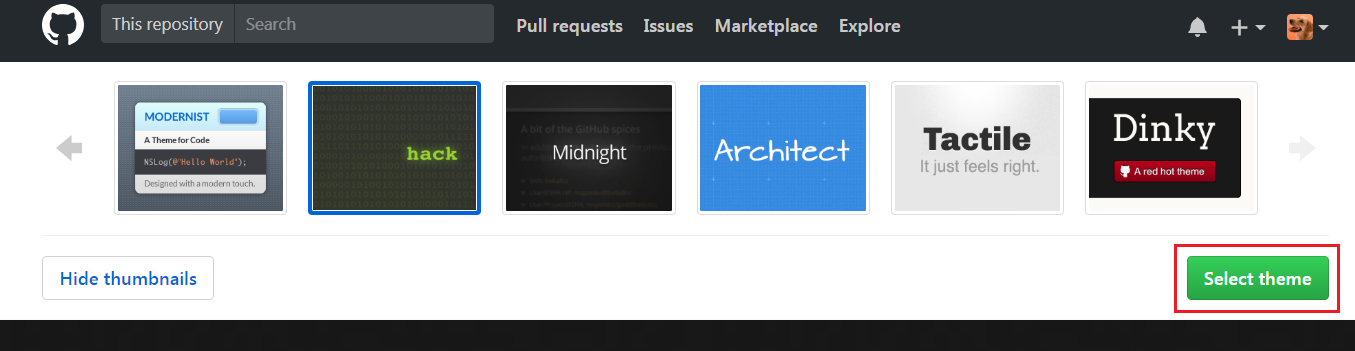 This repository Search Pull requests Issues Marketplace Explore
MODERNIST
A Theme for Code
NSLog(@"Hello World");
Designed with a modern touch.
hack
A bit of the GitHub spices
Midnight
Architect
Tactile
It just feels right.
Dinky
A red hot theme
Hide thumbnails
Select theme